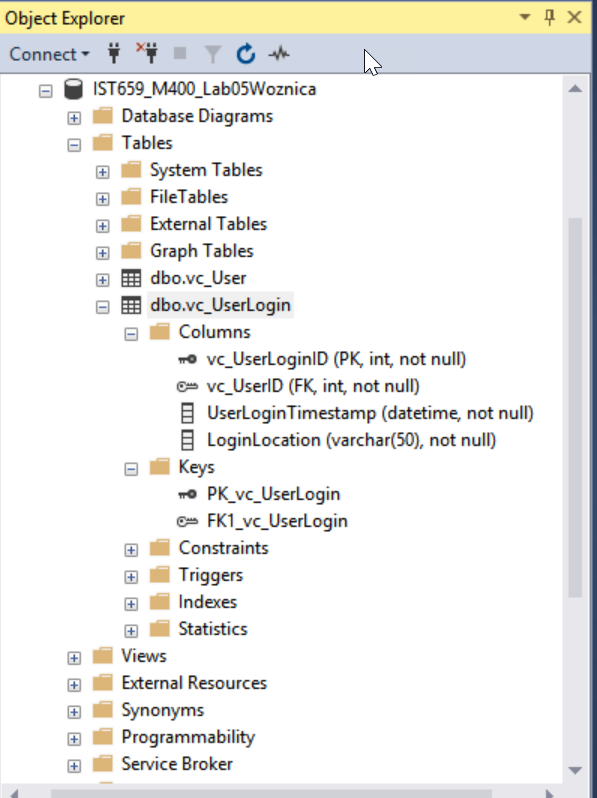 Object Explorer
Connect
IST659_M400_Lab05Woznica
Database Diagrams
Tables
System Tables
FileTables
External Tables
Graph Tables
dbo.vc_User
dbo.vc_UserLogin
Columns
vc_UserLoginID (PK, int, not null)
vc_UserID (FK, int, not null)
UserLoginTimestamp (datetime, not null)
LoginLocation (varchar(50), not null)
Keys
PK_vc_UserLogin
FK1_vc_UserLogin
Constraints
Triggers
Indexes
Statistics
Views
External Resources
Synonyms
Programmability
Service Broker